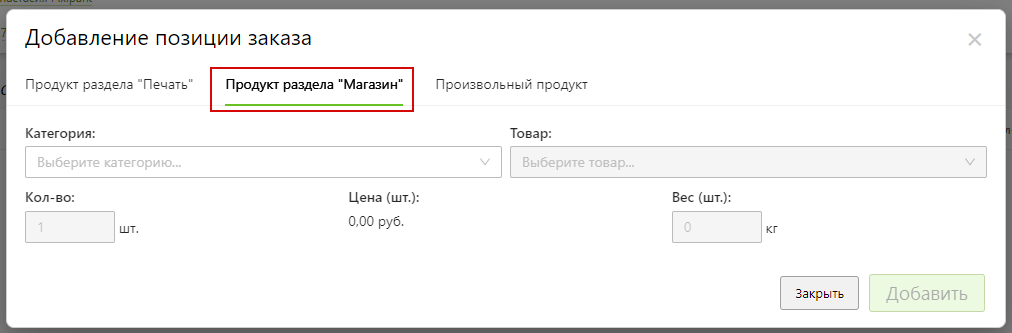 Добавление позиции заказа
Продукт раздела "Печать" Продукт раздела "Магазин" Произвольный продукт
Категория: Товар:
Выберите категорию... Выберите товар...
Кол-во: Цена (шт.): Вес (шт.):
1 шт. 0,00 руб. 0 кг
Закрыть Добавить